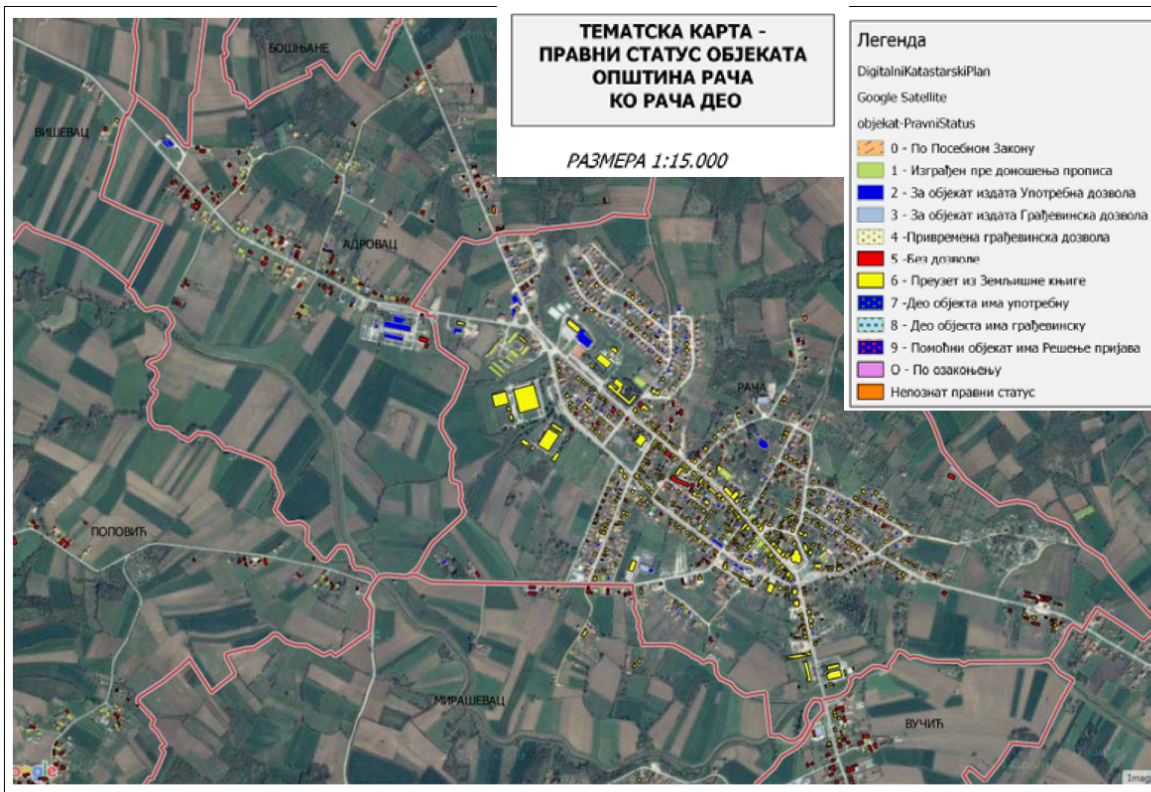 ТЕМАТСКА КАРТА -
ПРАВНИ СТАТУС ОБЈЕКАТА
ОПШТИНА РАЧА
КО РАЧА ДЕО
РАЗМЕРА 1:15.000
Легенда
DigitalniKatastarskiPlan
Google Satellite
objekat-PravniStatus
0 - По Посебном Закону
1 - Изграђен пре доношења прописа
2 - За објекат издата Употребна дозвола
3 - За објекат издата Грађевинска дозвола
4 -Привремена грађевинска дозвола
5 -Без дозволе
6 - Преузет из Земљишне књиге
7 -Део објекта има употребну
8 - Део објекта има грађевинску
9 - Помоћни објекат има Решење пријава
О - По озакоњењу
Непознат правни статус
БОШЊАНЕ
ВИШЕВАЦ
АДРОВАЦ
РАЧА
ПОПОВИЋ
МИРАШЕВАЦ
ВУЧИЋ
ogle
Imag